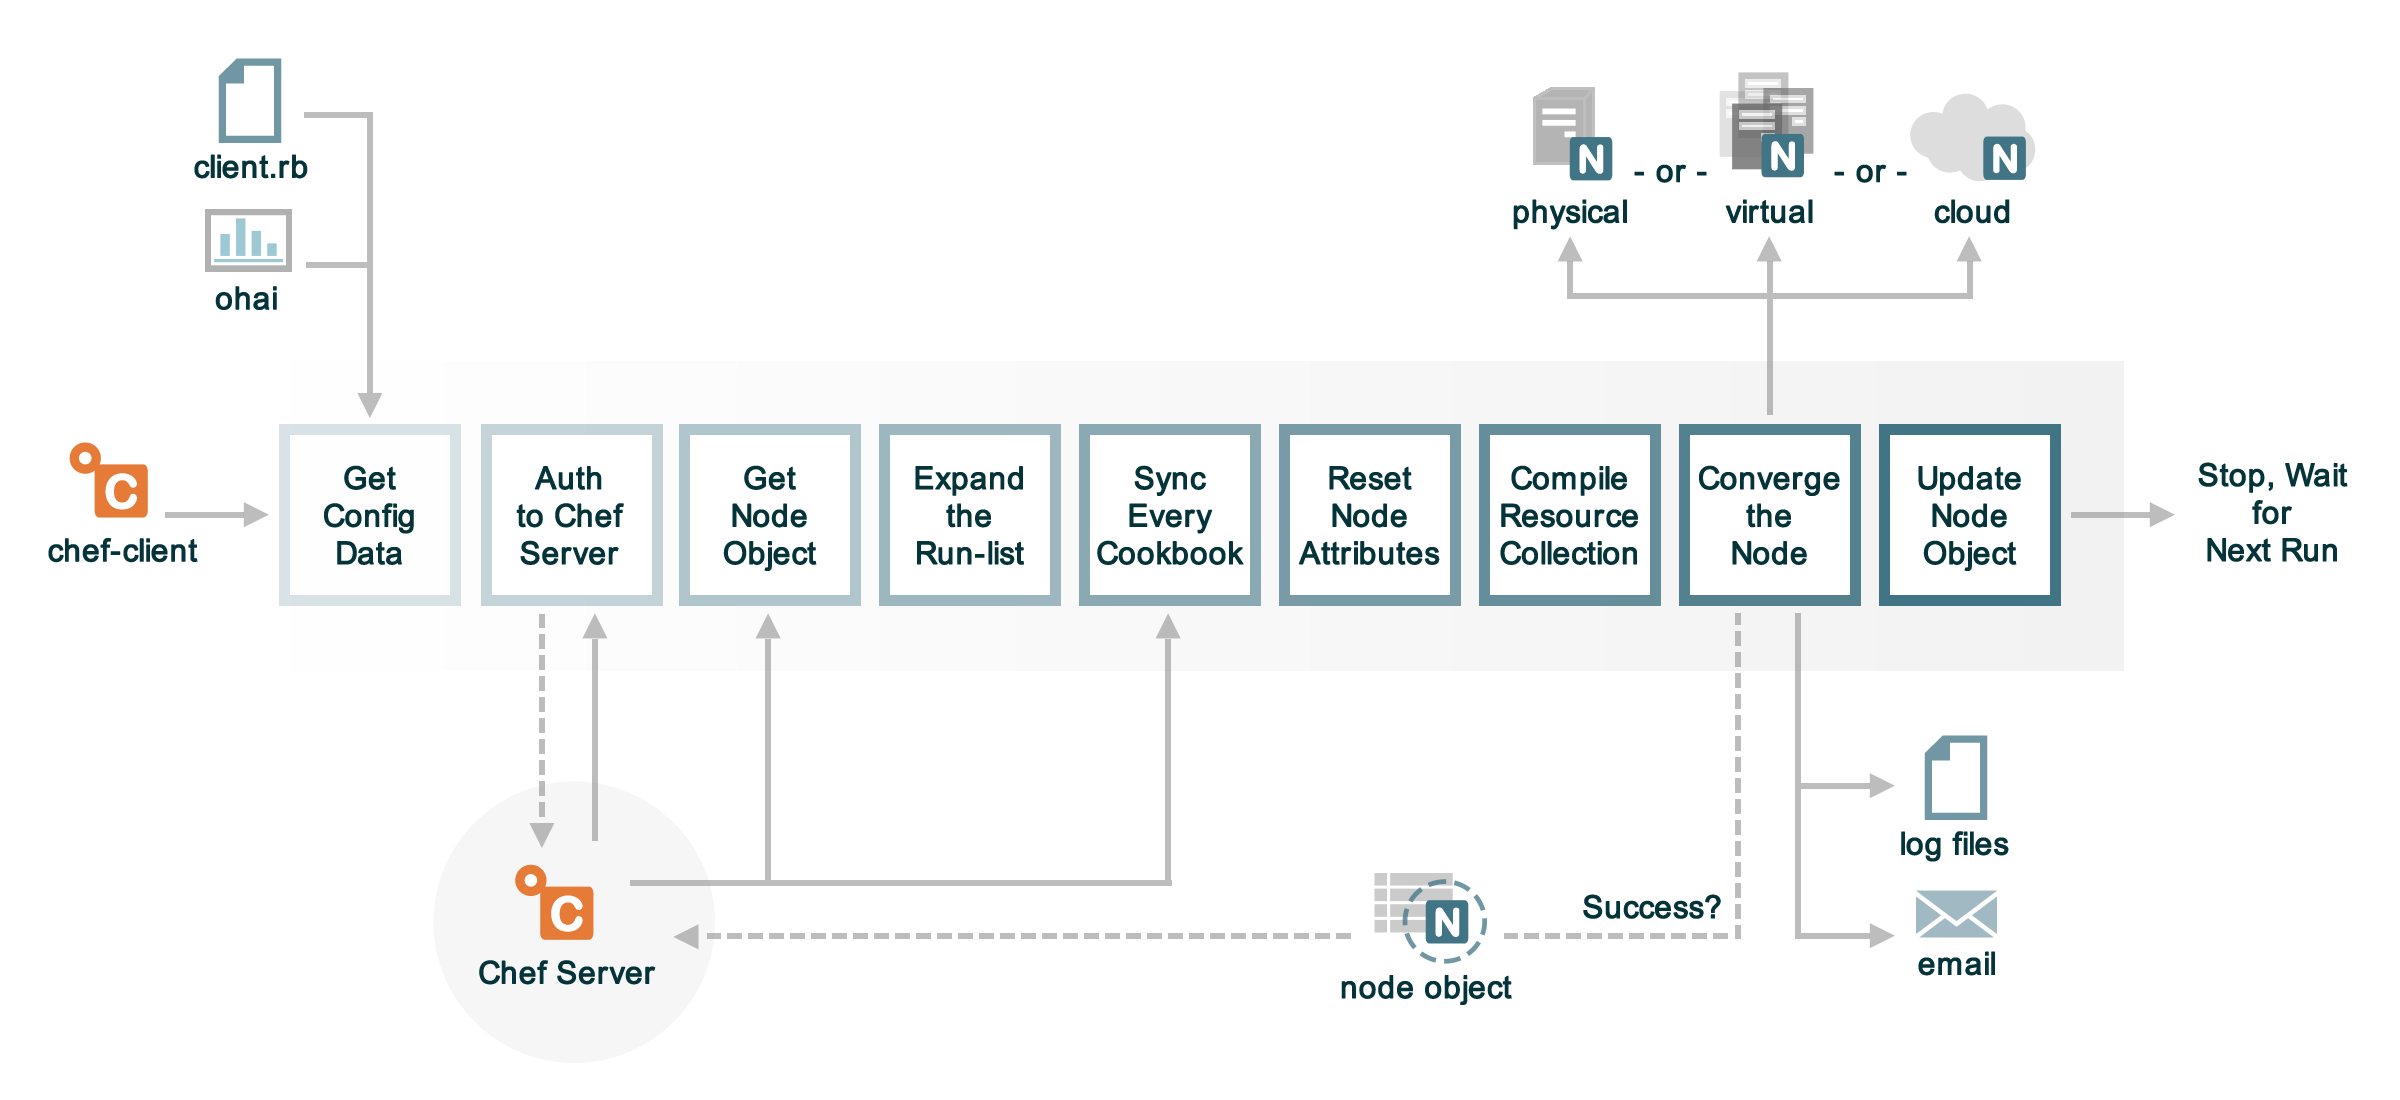 client.rb
ohai
N
N
N
- or -
- or -
physical
virtual
cloud
C
chef-client
Get
Config
Data
Auth
to Chef
Server
Get
Node
Object
Expand
the
Run-list
Sync
Every
Cookbook
Reset
Node
Attributes
Compile
Resource
Collection
Converge
the
Node
Update
Node
Object
Stop, Wait
for
Next Run
log files
email
Success?
N
node object
C
Chef Server